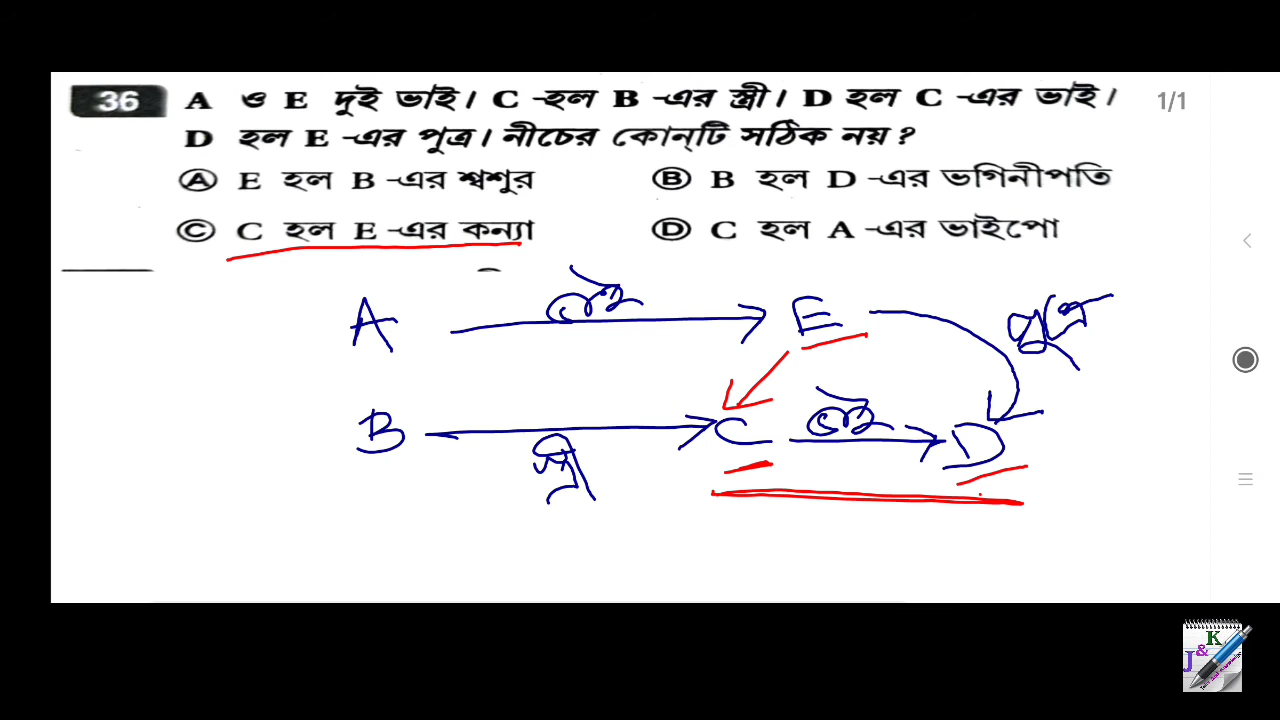 36 A ও E দুই ভাই। C -হল B -এর স্ত্রী। D হল C -এর ভাই।
1/1
D হল E -এর পুত্র। নীচের কোন্‌টি সঠিক নয়?
A E হল B -এর শ্বশুর B B হল D -এর ভগিনীপতি
C C হল E -এর কন্যা D C হল A -এর ভাইপো
A ভাই E পুত্র
B স্ত্রী C ভাই D
J & K